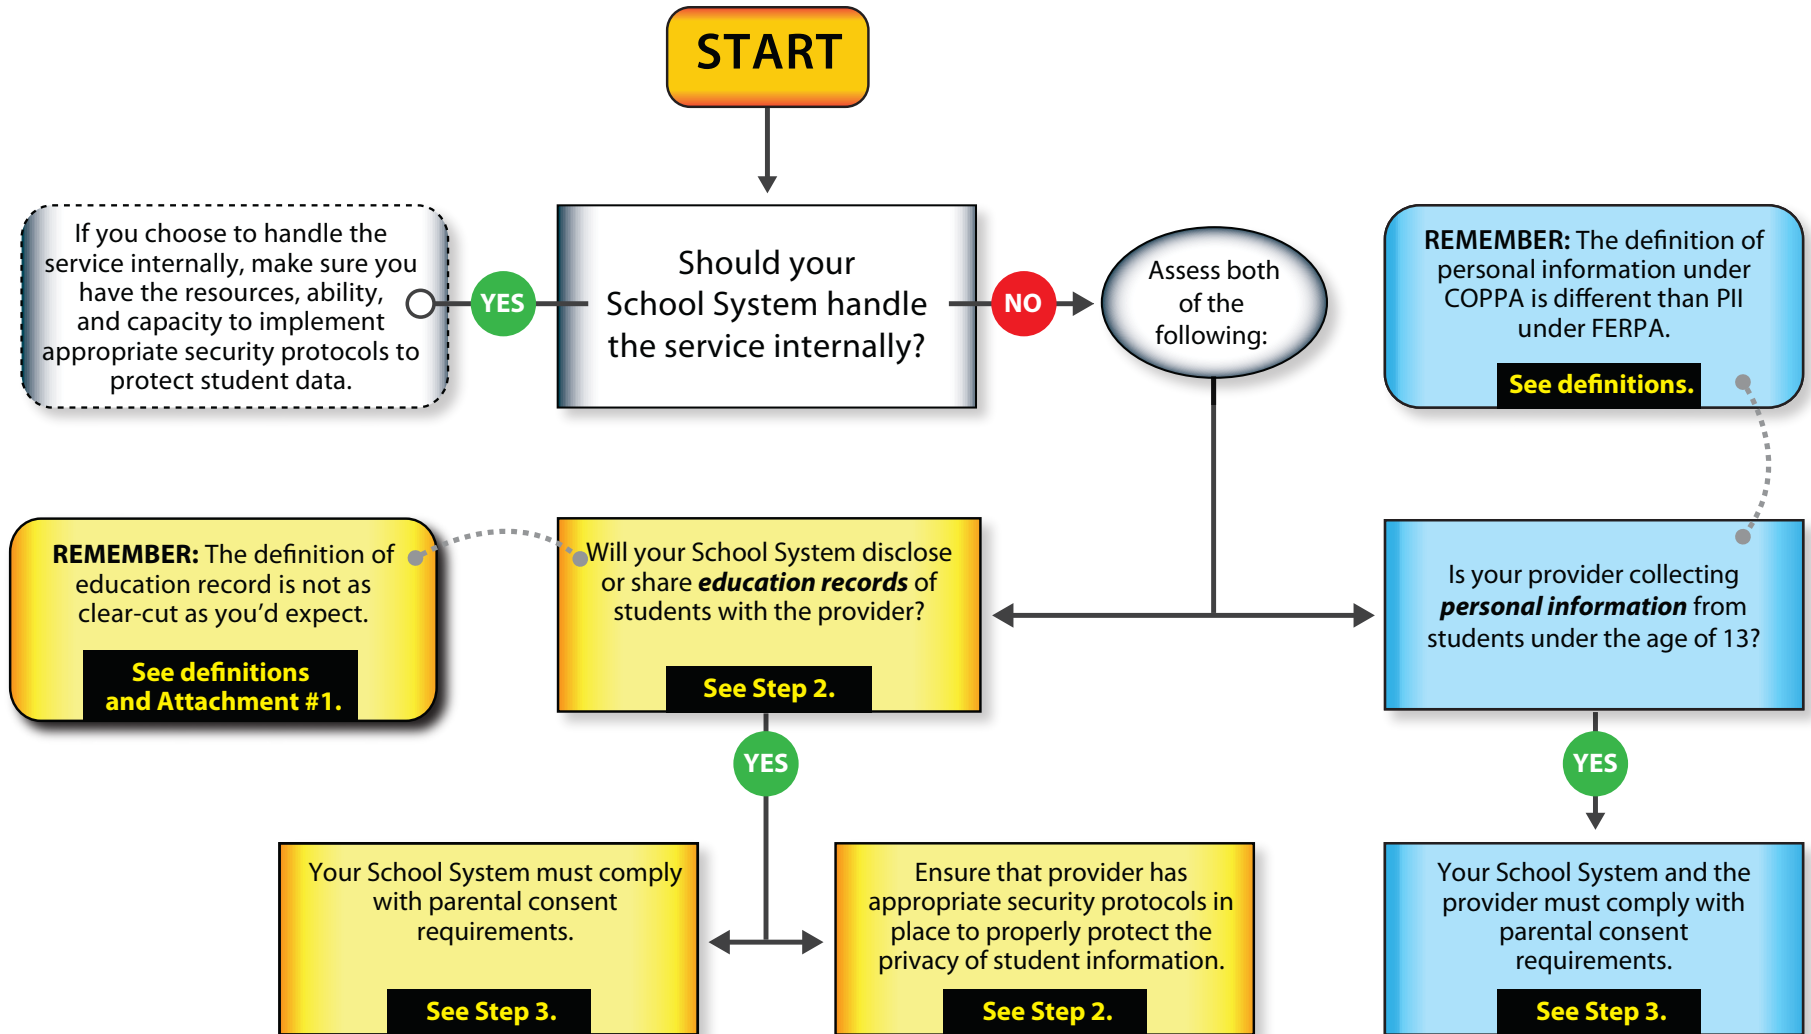 START
If you choose to handle the
service internally, make sure you
have the resources, ability,
and capacity to implement
appropriate security protocols to
protect student data.
YES
Should your
School System handle
the service internally?
NO
Assess both
of the
following:
REMEMBER: The definition of
personal information under
COPPA is different than PII
under FERPA.
See definitions.
REMEMBER: The definition of
education record is not as
clear-cut as you'd expect.
See definitions
and Attachment #1.
Will your School System disclose
or share education records of
students with the provider?
See Step 2.
Is your provider collecting
personal information from
students under the age of 13?
YES
YES
Your School System must comply
with parental consent
requirements.
See Step 3.
Ensure that provider has
appropriate security protocols in
place to properly protect the
privacy of student information.
See Step 2.
Your School System and the
provider must comply with
parental consent
requirements.
See Step 3.